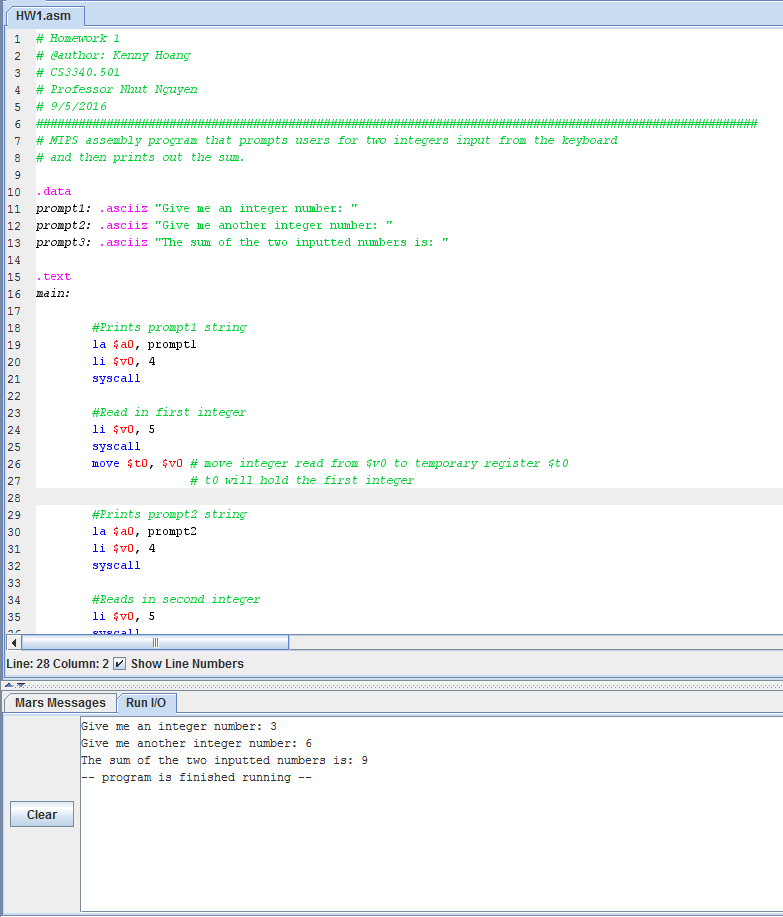 HW1.asm
1 # Homework 1
2 # @author: Kenny Hoang
3 # CS3340.501
4 # Professor Nhut Nguyen
5 # 9/5/2016
6 #######################################################################################################
7 # MIPS assembly program that prompts users for two integers input from the keyboard
8 # and then prints out the sum.
9
10 .data
11 prompt1: .asciiz "Give me an integer number: "
12 prompt2: .asciiz "Give me another integer number: "
13 prompt3: .asciiz "The sum of the two inputted numbers is: "
14
15 .text
16 main:
17
18 #Prints prompt1 string
19 la $a0, prompt1
20 li $v0, 4
21 syscall
22
23 #Read in first integer
24 li $v0, 5
25 syscall
26 move $t0, $v0 # move integer read from $v0 to temporary register $t0
27 # t0 will hold the first integer
28
29 #Prints prompt2 string
30 la $a0, prompt2
31 li $v0, 4
32 syscall
33
34 #Reads in second integer
35 li $v0, 5
36 syscall
Line: 28 Column: 2 Show Line Numbers
Mars Messages Run I/O
Give me an integer number: 3
Give me another integer number: 6
The sum of the two inputted numbers is: 9
-- program is finished running --
Clear